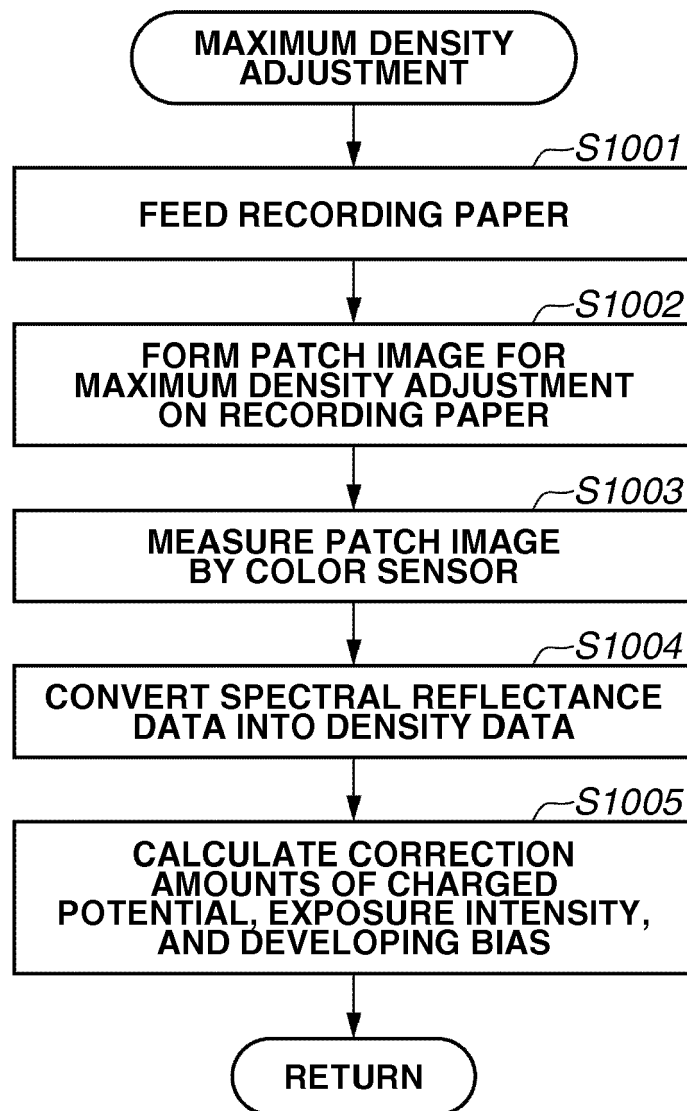 MAXIMUM DENSITY
ADJUSTMENT
S1001
FEED RECORDING PAPER
S1002
FORM PATCH IMAGE FOR
MAXIMUM DENSITY ADJUSTMENT
ON RECORDING PAPER
S1003
MEASURE PATCH IMAGE
BY COLOR SENSOR
S1004
CONVERT SPECTRAL REFLECTANCE
DATA INTO DENSITY DATA
S1005
CALCULATE CORRECTION
AMOUNTS OF CHARGED
POTENTIAL, EXPOSURE INTENSITY,
AND DEVELOPING BIAS
RETURN